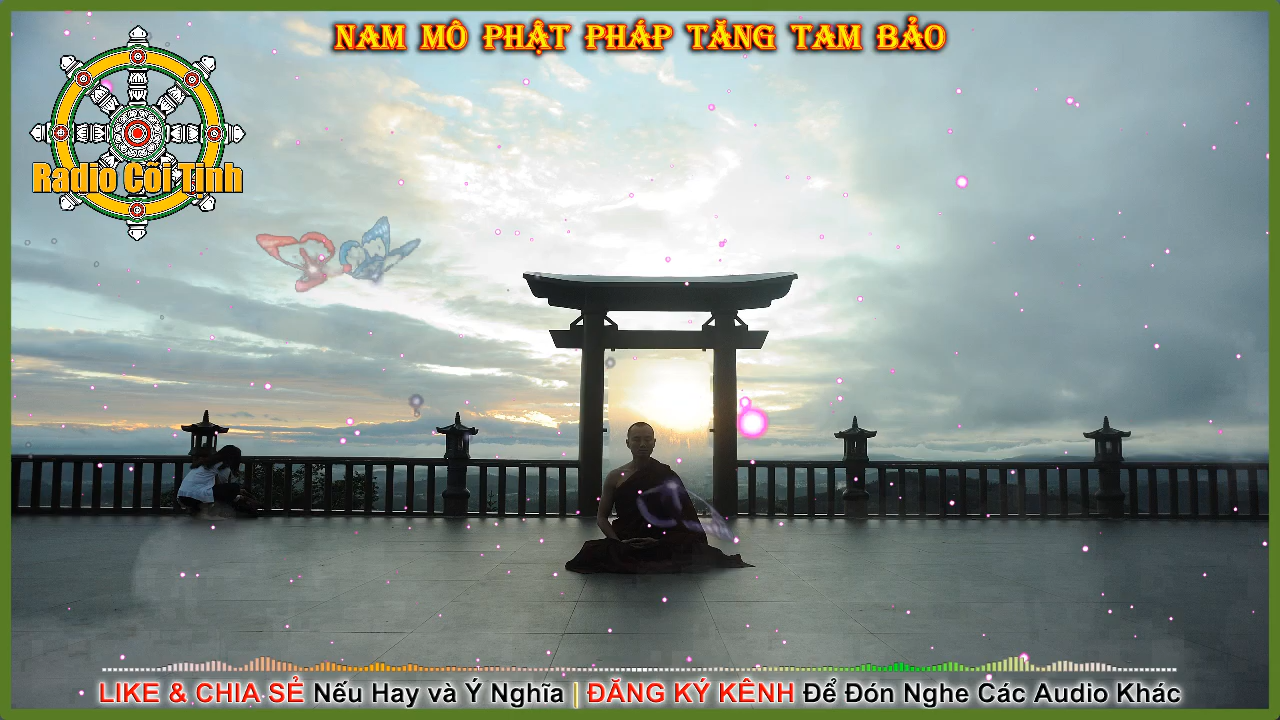 NAM MÔ PHẬT PHÁP TĂNG TAM BẢO
Radio Cõi Tịnh
LIKE & CHIA SẺ Nếu Hay và Ý Nghĩa | ĐĂNG KÝ KÊNH Để Đón Nghe Các Audio Khác